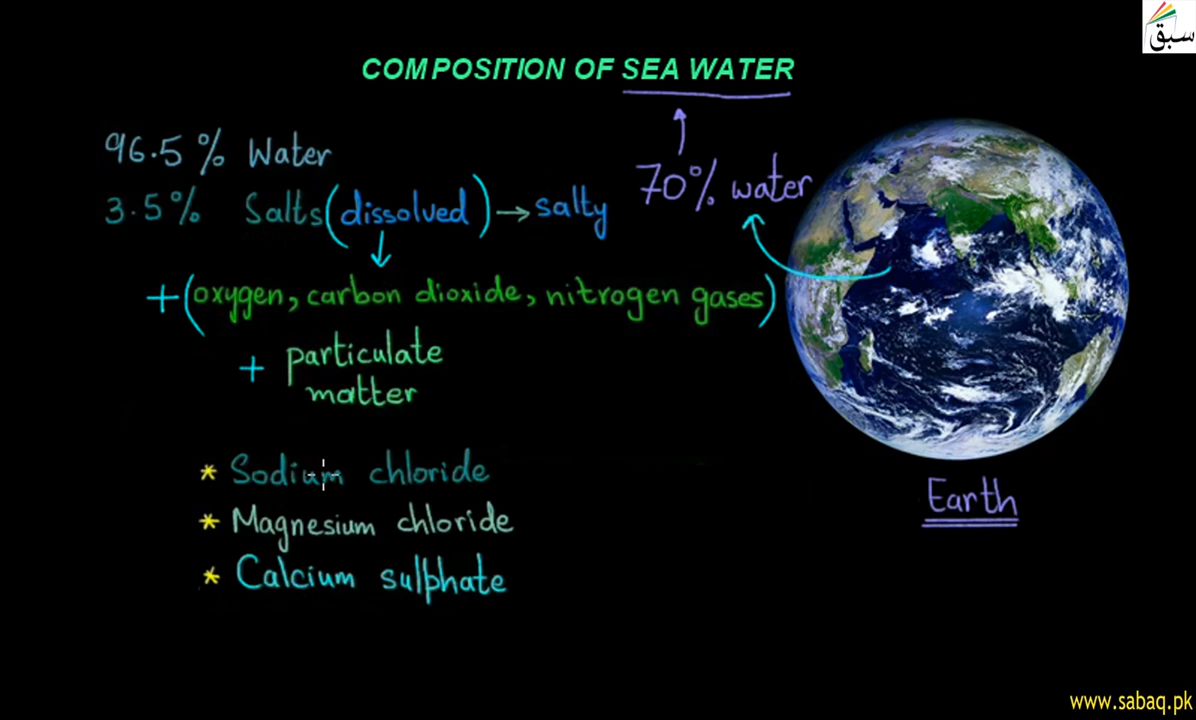 سبق
COMPOSITION OF SEA WATER
96.5% Water
70% water
3.5% Salts (dissolved) → salty
+ (oxygen, carbon dioxide, nitrogen gases)
+ particulate
matter
* Sodium chloride
* Magnesium chloride
* Calcium sulphate
Earth
www.sabaq.pk